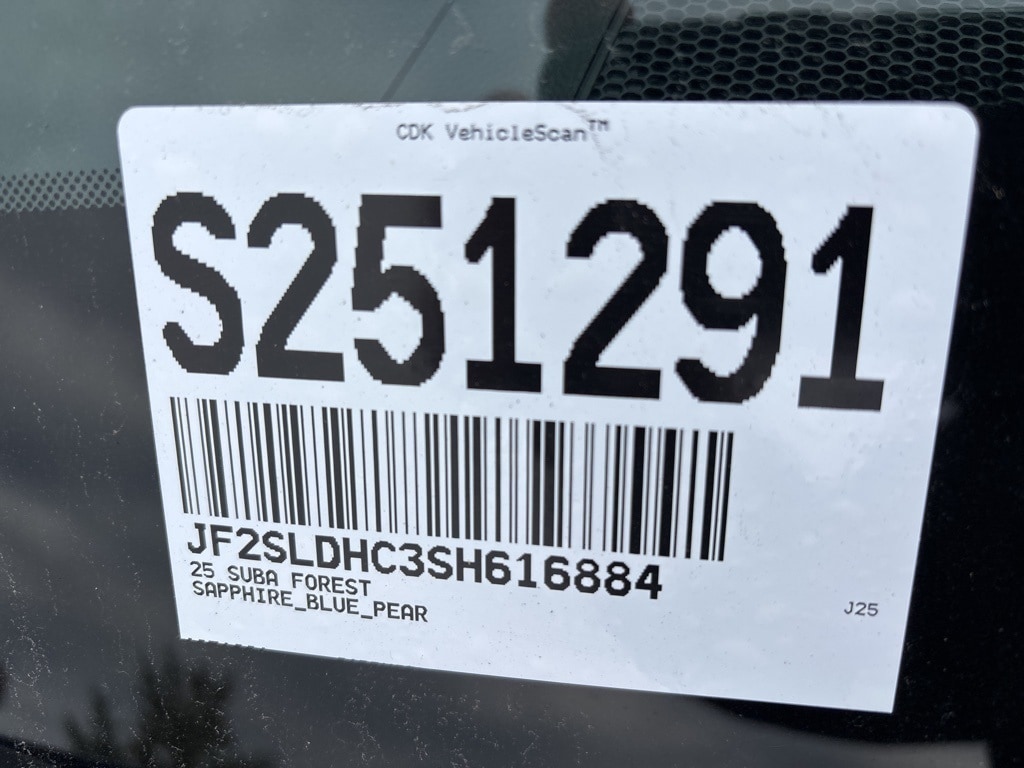 CDK VehicleScan™
S251291
JF2SLDHC3SH616884
25 SUBA FOREST
SAPPHIRE_BLUE_PEAR
J25